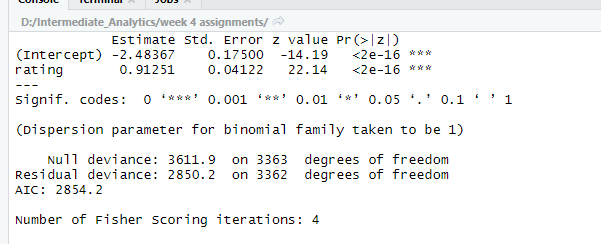 Console Terminal Jobs
D:/Intermediate_Analytics/week 4 assignments/
Estimate Std. Error z value Pr(>|z|)
(Intercept) -2.48367 0.17500 -14.19 <2e-16 ***
rating 0.91251 0.04122 22.14 <2e-16 ***
---
Signif. codes: 0 ‘***’ 0.001 ‘**’ 0.01 ‘*’ 0.05 ‘.’ 0.1 ‘ ’ 1
(Dispersion parameter for binomial family taken to be 1)
Null deviance: 3611.9 on 3363 degrees of freedom
Residual deviance: 2850.2 on 3362 degrees of freedom
AIC: 2854.2
Number of Fisher Scoring iterations: 4